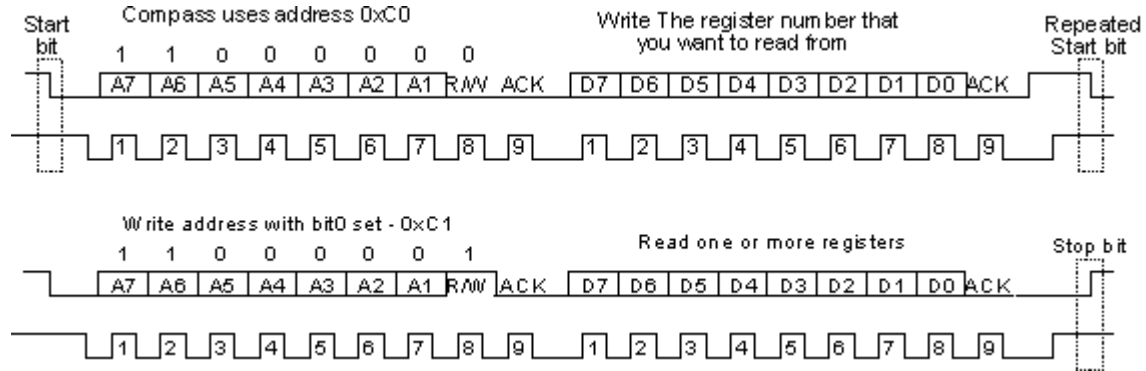 Compass uses address 0xC0
Write The register number that
you want to read from
Start
bit
Repeated
Start bit
1 1 0 0 0 0 0 0
A7 A6 A5 A4 A3 A2 A1 R/W ACK D7 D6 D5 D4 D3 D2 D1 D0 ACK
1 2 3 4 5 6 7 8 9 1 2 3 4 5 6 7 8 9
Write address with bit0 set - 0xC1
Read one or more registers
Stop bit
1 1 0 0 0 0 0 1
A7 A6 A5 A4 A3 A2 A1 R/W ACK D7 D6 D5 D4 D3 D2 D1 D0 ACK
1 2 3 4 5 6 7 8 9 1 2 3 4 5 6 7 8 9